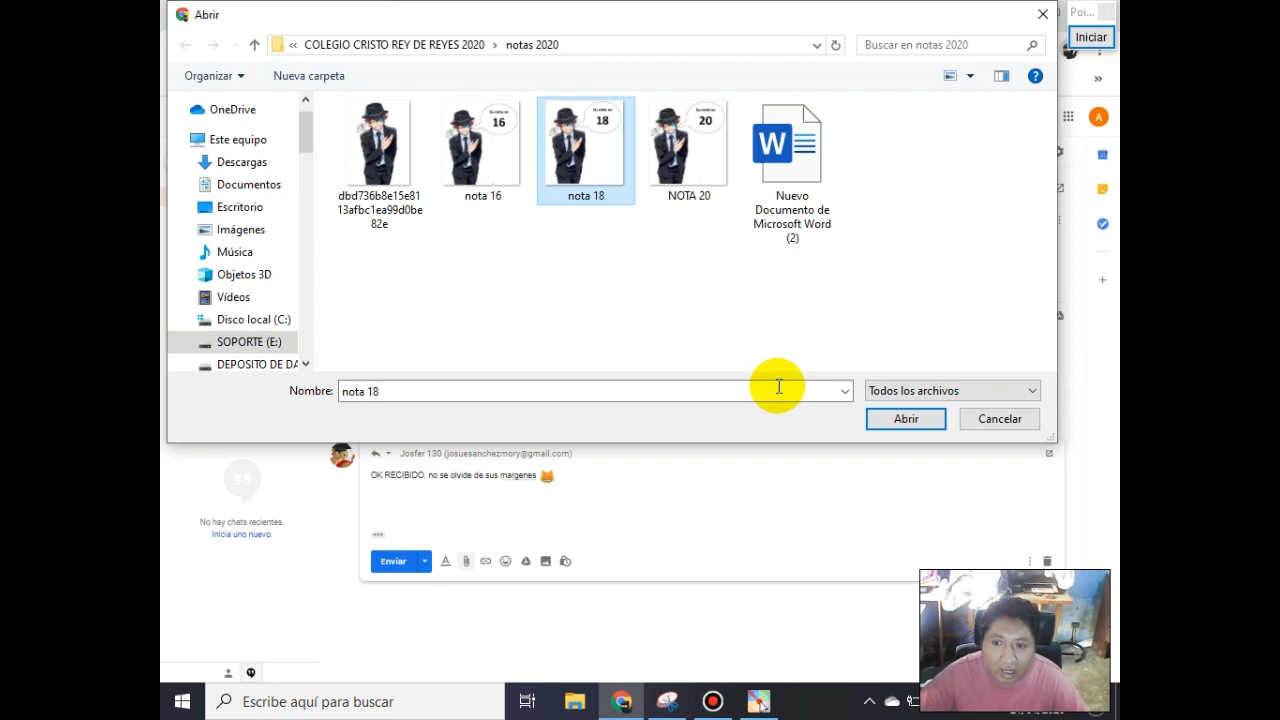 Abrir
Poi...
Iniciar
« COLEGIO CRISTO REY DE REYES 2020 › notas 2020
Buscar en notas 2020
Organizar
Nueva carpeta
OneDrive
Este equipo
Descargas
Documentos
Escritorio
Imágenes
Música
Objetos 3D
Vídeos
Disco local (C:)
SOPORTE (E:)
DEPOSITO DE DA
16
18
20
W
A
dbd736b8e15e81
13afbc1ea99d0be
82e
nota 16
nota 18
NOTA 20
Nuevo
Documento de
Microsoft Word
(2)
Nombre:
nota 18
Todos los archivos
Abrir
Cancelar
Josfer 130 (josuesanchezmory@gmail.com)
OK RECIBIDO. no se olvide de sus margenes
No hay chats recientes.
Inicia uno nuevo.
Enviar
Escribe aquí para buscar